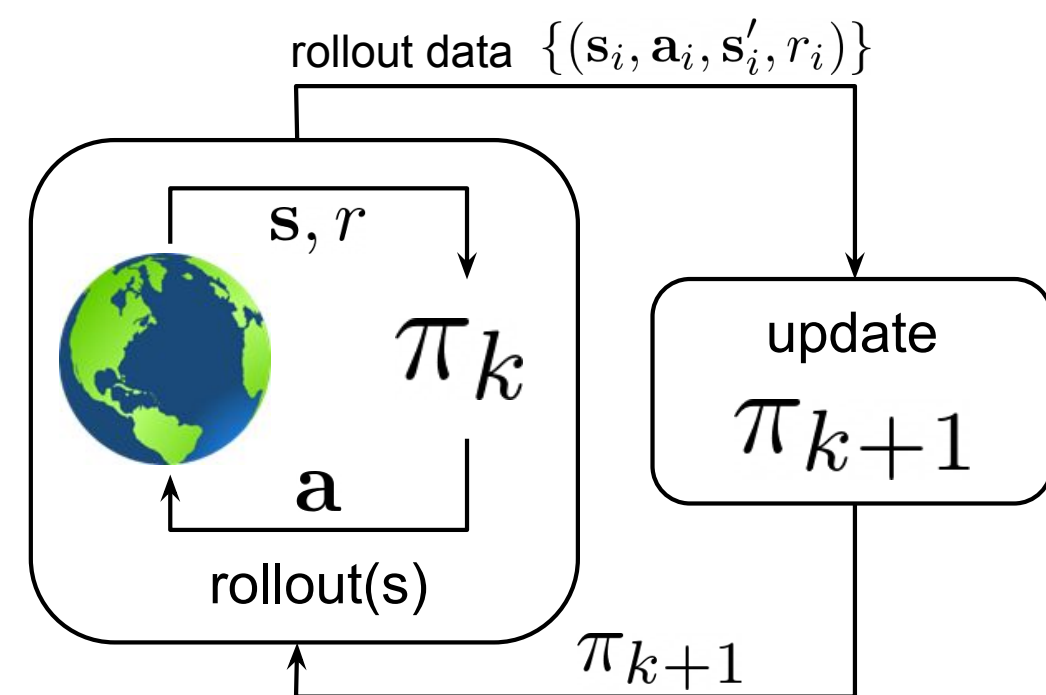 rollout data {(s_i, a_i, s'_i, r_i)}
s, r
π_k
a
rollout(s)
update
π_{k+1}
π_{k+1}